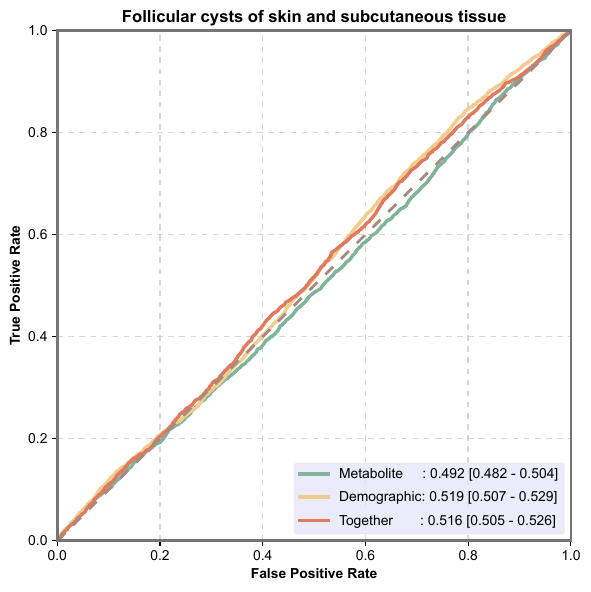 Follicular cysts of skin and subcutaneous tissue
1.0
0.8
0.6
0.4
0.2
0.0
True Positive Rate
Metabolite : 0.492 [0.482 - 0.504]
Demographic: 0.519 [0.507 - 0.529]
Together : 0.516 [0.505 - 0.526]
0.0 0.2 0.4 0.6 0.8 1.0
False Positive Rate